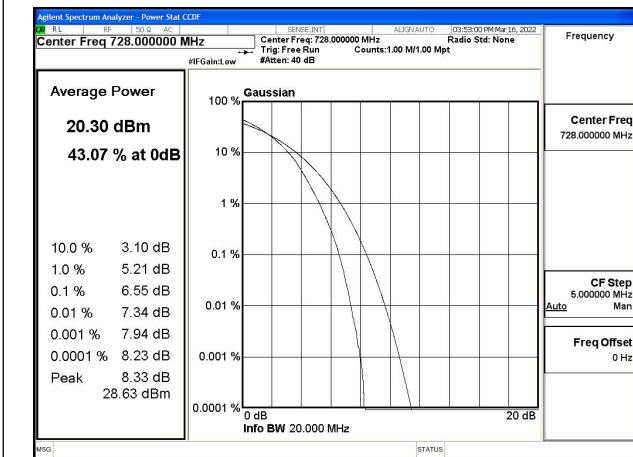 Agilent Spectrum Analyzer - Power Stat CCDF
RL RF 50 Ω AC SENSE:INT ALIGN AUTO 03:53:00 PM Mar 16, 2022
Center Freq 728.000000 MHz
Center Freq: 728.000000 MHz Radio Std: None
Trig: Free Run Counts:1.00 M/1.00 Mpt
#IFGain:Low #Atten: 40 dB
Average Power
20.30 dBm
43.07 % at 0dB
10.0 % 3.10 dB
1.0 % 5.21 dB
0.1 % 6.55 dB
0.01 % 7.34 dB
0.001 % 7.94 dB
0.0001 % 8.23 dB
Peak 8.33 dB
28.63 dBm
Gaussian
100 %
10 %
1 %
0.1 %
0.01 %
0.001 %
0.0001 %
0 dB 20 dB
Info BW 20.000 MHz
Frequency
Center Freq
728.000000 MHz
CF Step
5.000000 MHz
Auto Man
Freq Offset
0 Hz
MSG STATUS